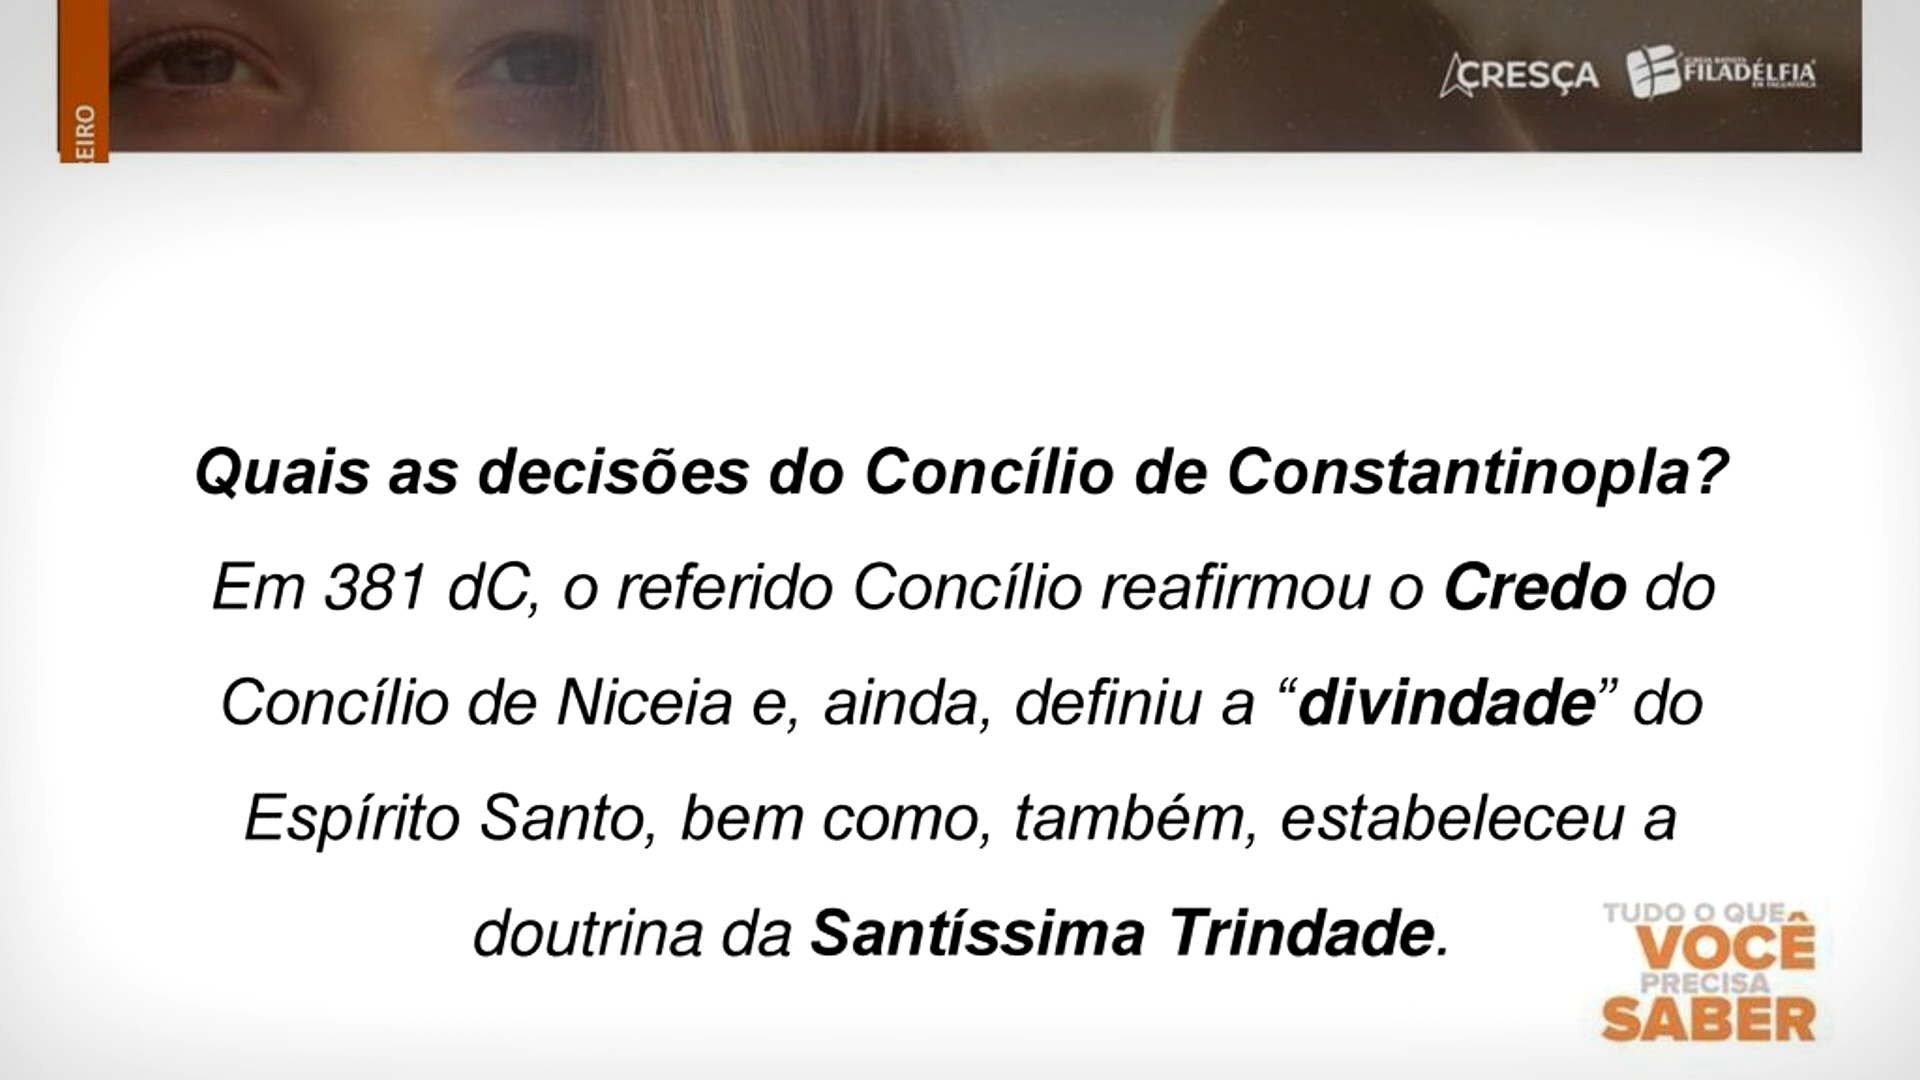 EIRO
CRESÇA
FILADÉLFIA
Quais as decisões do Concílio de Constantinopla?
Em 381 dC, o referido Concílio reafirmou o Credo do
Concílio de Niceia e, ainda, definiu a “divindade” do
Espírito Santo, bem como, também, estabeleceu a
doutrina da Santíssima Trindade.
TUDO O QUE
VOCÊ
PRECISA
SABER